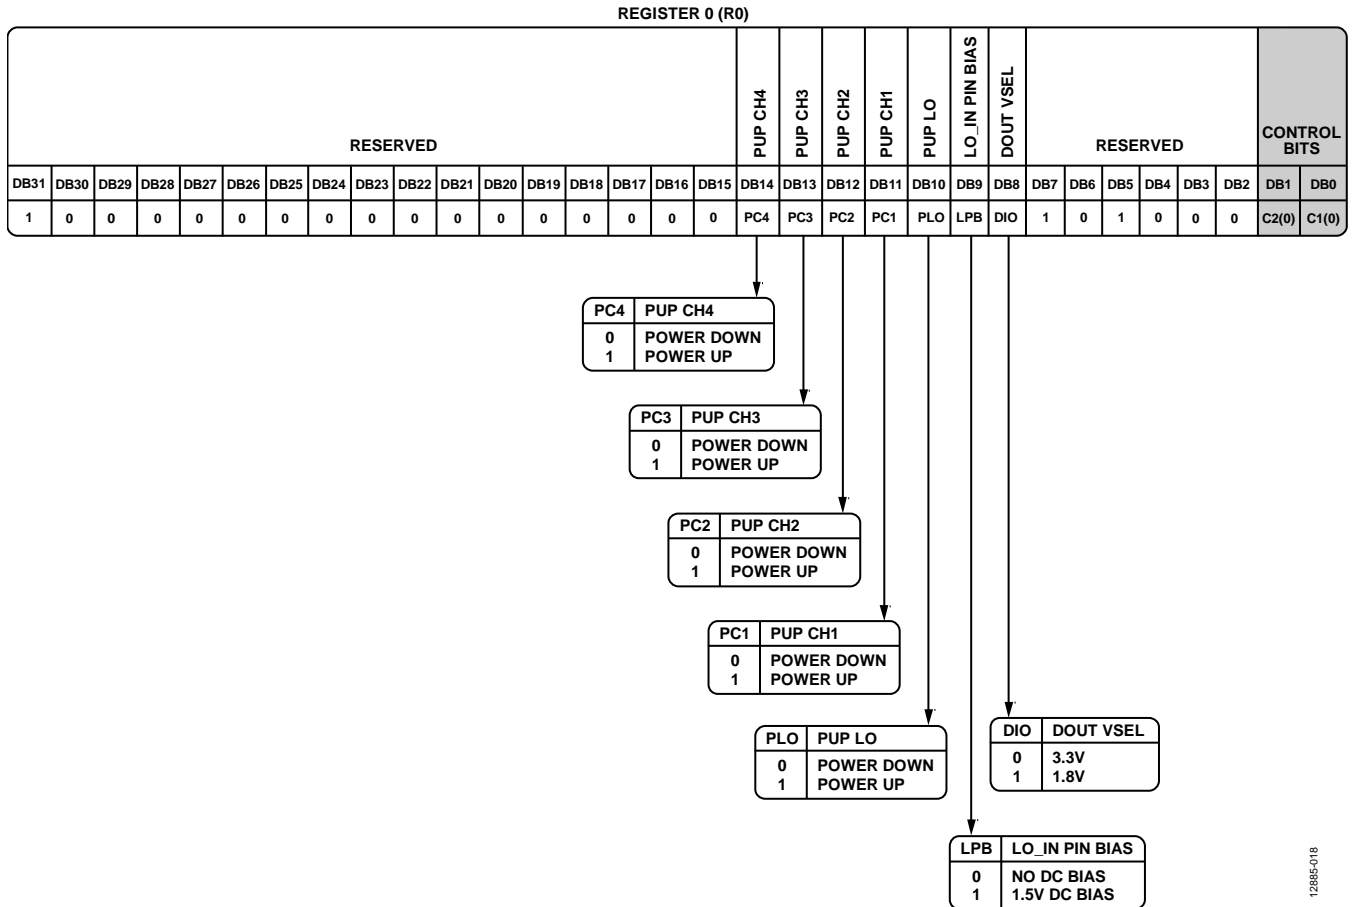 REGISTER 0 (R0)
RESERVED PUP CH4 PUP CH3 PUP CH2 PUP CH1 PUP LO LO_IN PIN BIAS DOUT VSEL RESERVED CONTROL BITS
DB31 DB30 DB29 DB28 DB27 DB26 DB25 DB24 DB23 DB22 DB21 DB20 DB19 DB18 DB17 DB16 DB15 DB14 DB13 DB12 DB11 DB10 DB9 DB8 DB7 DB6 DB5 DB4 DB3 DB2 DB1 DB0
1 0 0 0 0 0 0 0 0 0 0 0 0 0 0 0 0 PC4 PC3 PC2 PC1 PLO LPB DIO 1 0 1 0 0 0 C2(0) C1(0)
PC4 PUP CH4
0 POWER DOWN
1 POWER UP
PC3 PUP CH3
0 POWER DOWN
1 POWER UP
PC2 PUP CH2
0 POWER DOWN
1 POWER UP
PC1 PUP CH1
0 POWER DOWN
1 POWER UP
PLO PUP LO
0 POWER DOWN
1 POWER UP
DIO DOUT VSEL
0 3.3V
1 1.8V
LPB LO_IN PIN BIAS
0 NO DC BIAS
1 1.5V DC BIAS
12885-018